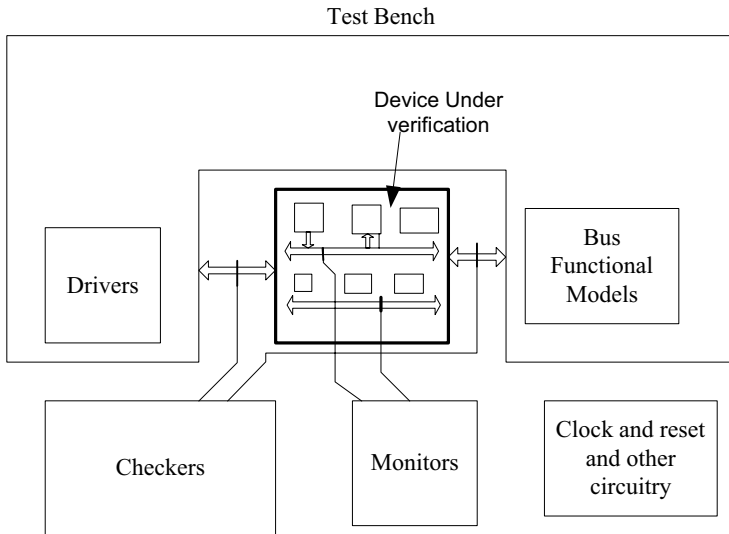 Test Bench
Device Under
verification
Drivers
Bus
Functional
Models
Checkers
Monitors
Clock and reset
and other
circuitry